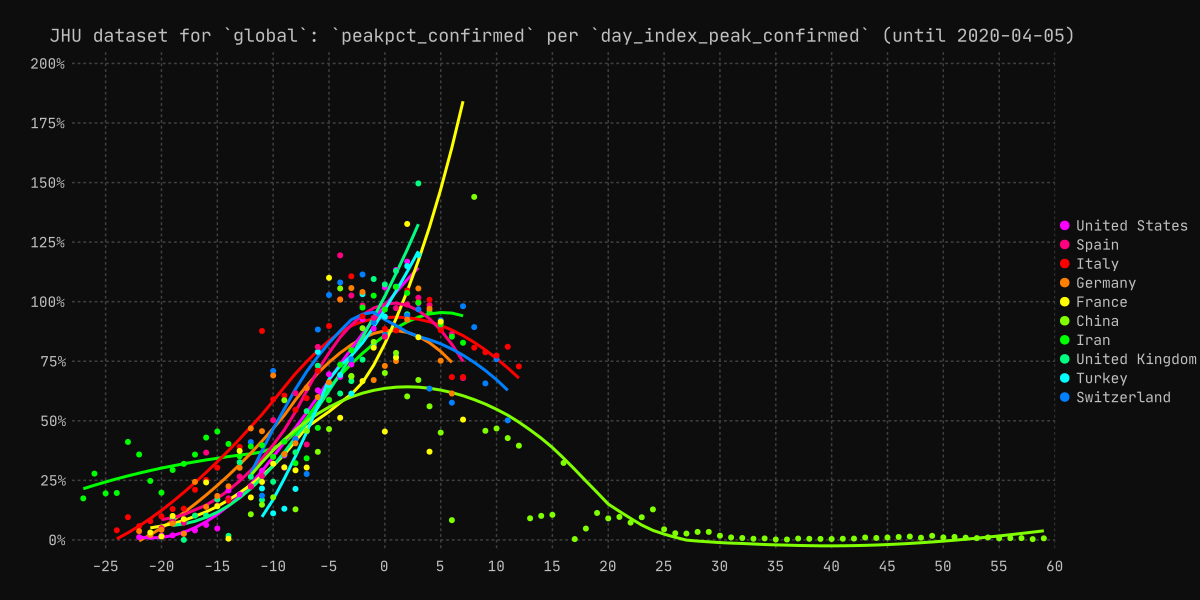 JHU dataset for `global`: `peakpct_confirmed` per `day_index_peak_confirmed` (until 2020-04-05)
200%
175%
150%
125%
100%
75%
50%
25%
0%
-25 -20 -15 -10 -5 0 5 10 15 20 25 30 35 40 45 50 55 60
United States
Spain
Italy
Germany
France
China
Iran
United Kingdom
Turkey
Switzerland